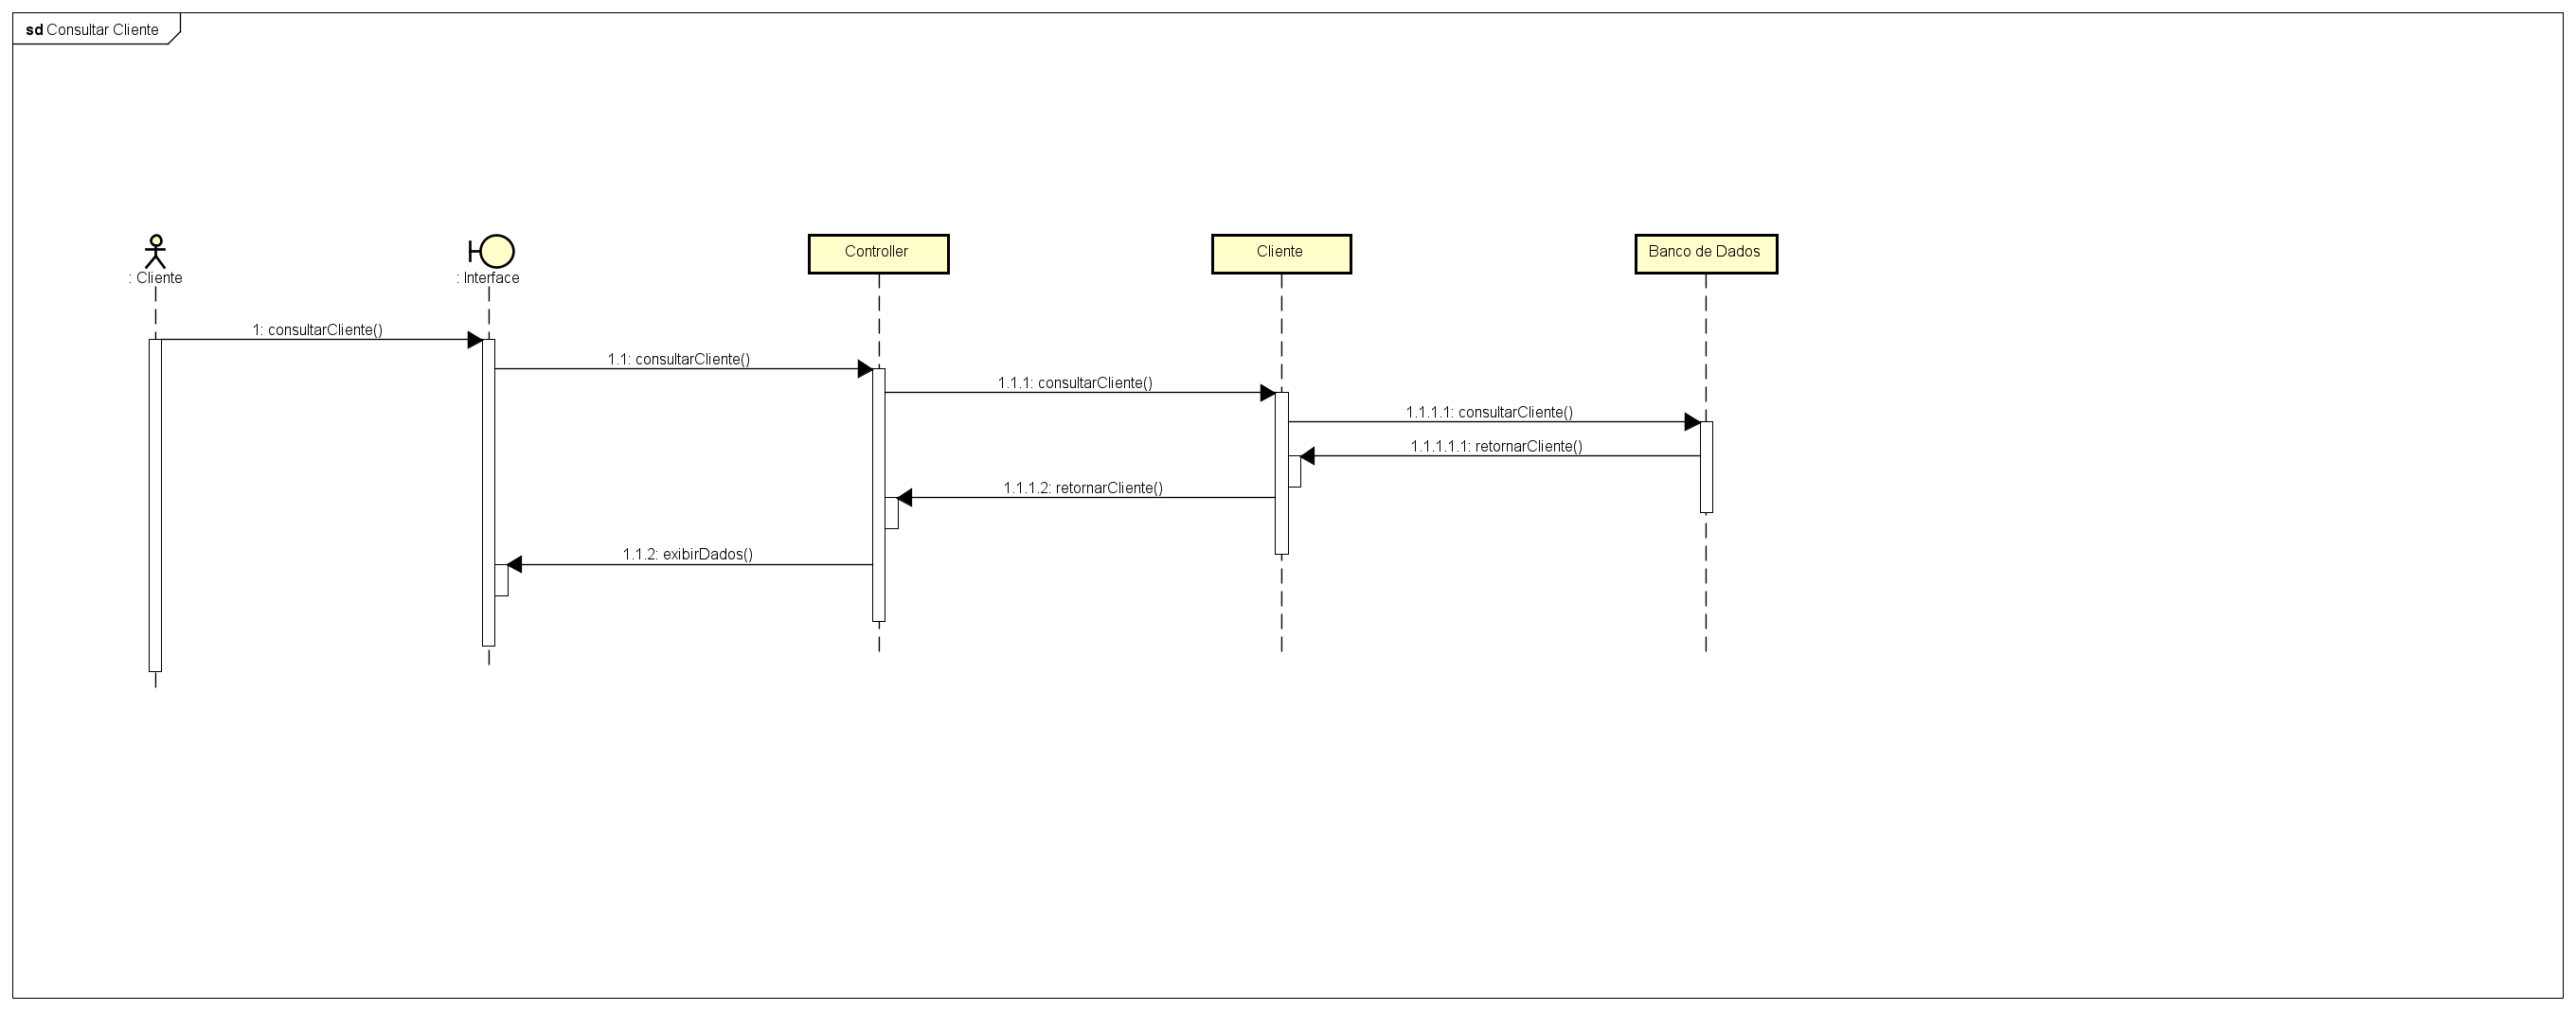 sd Consultar Cliente
: Cliente
: Interface
Controller
Cliente
Banco de Dados
1: consultarCliente()
1.1: consultarCliente()
1.1.1: consultarCliente()
1.1.1.1: consultarCliente()
1.1.1.1.1: retornarCliente()
1.1.1.2: retornarCliente()
1.1.2: exibirDados()